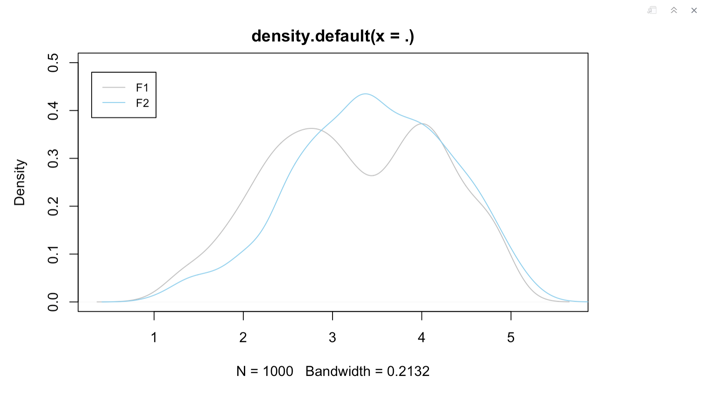 density.default(x = .)
F1
F2
Density
0.5
0.4
0.3
0.2
0.1
0.0
1 2 3 4 5
N = 1000 Bandwidth = 0.2132